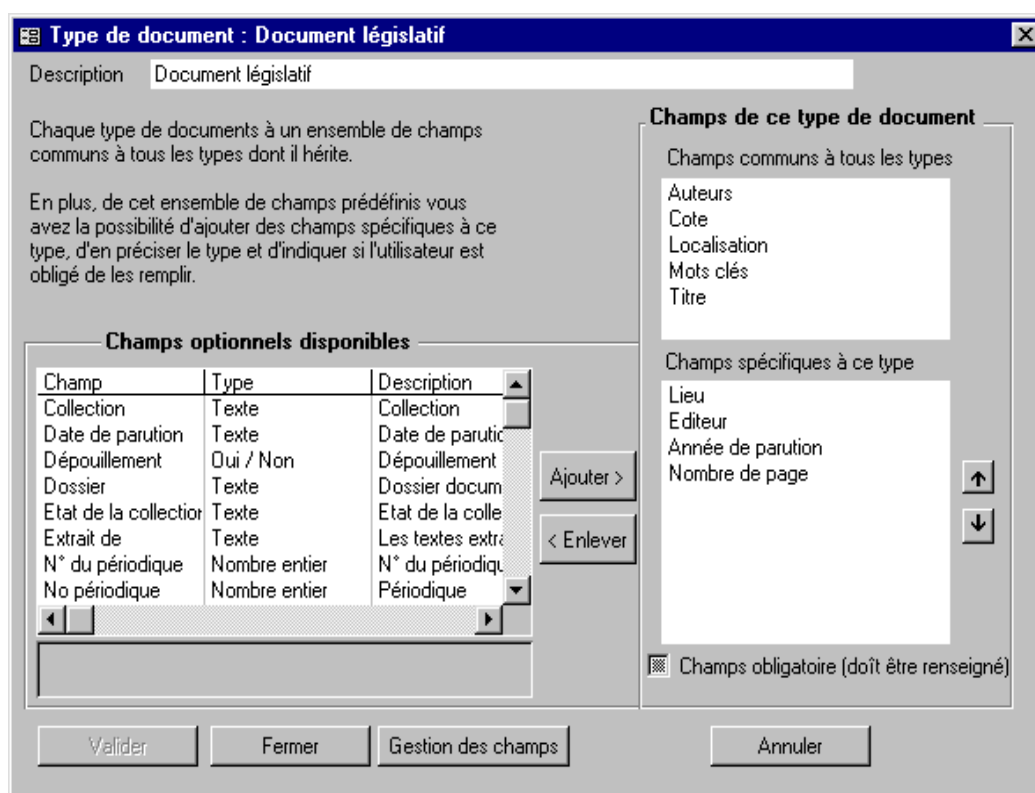 Type de document : Document législatif
Description Document législatif
Chaque type de documents à un ensemble de champs
communs à tous les types dont il hérite.
En plus, de cet ensemble de champs prédéfinis vous
avez la possibilité d'ajouter des champs spécifiques à ce
type, d'en préciser le type et d'indiquer si l'utilisateur est
obligé de les remplir.
Champs optionnels disponibles
Champ Type Description
Collection Texte Collection
Date de parution Texte Date de parutic
Dépouillement Oui / Non Dépouillement
Dossier Texte Dossier docum
Etat de la collection Texte Etat de la colle
Extrait de Texte Les textes extra
N° du périodique Nombre entier N° du périodiqu
No périodique Nombre entier Périodique
Ajouter >
< Enlever
Champs de ce type de document
Champs communs à tous les types
Auteurs
Cote
Localisation
Mots clés
Titre
Champs spécifiques à ce type
Lieu
Editeur
Année de parution
Nombre de page
Champs obligatoire (doît être renseigné)
Valider Fermer Gestion des champs Annuler